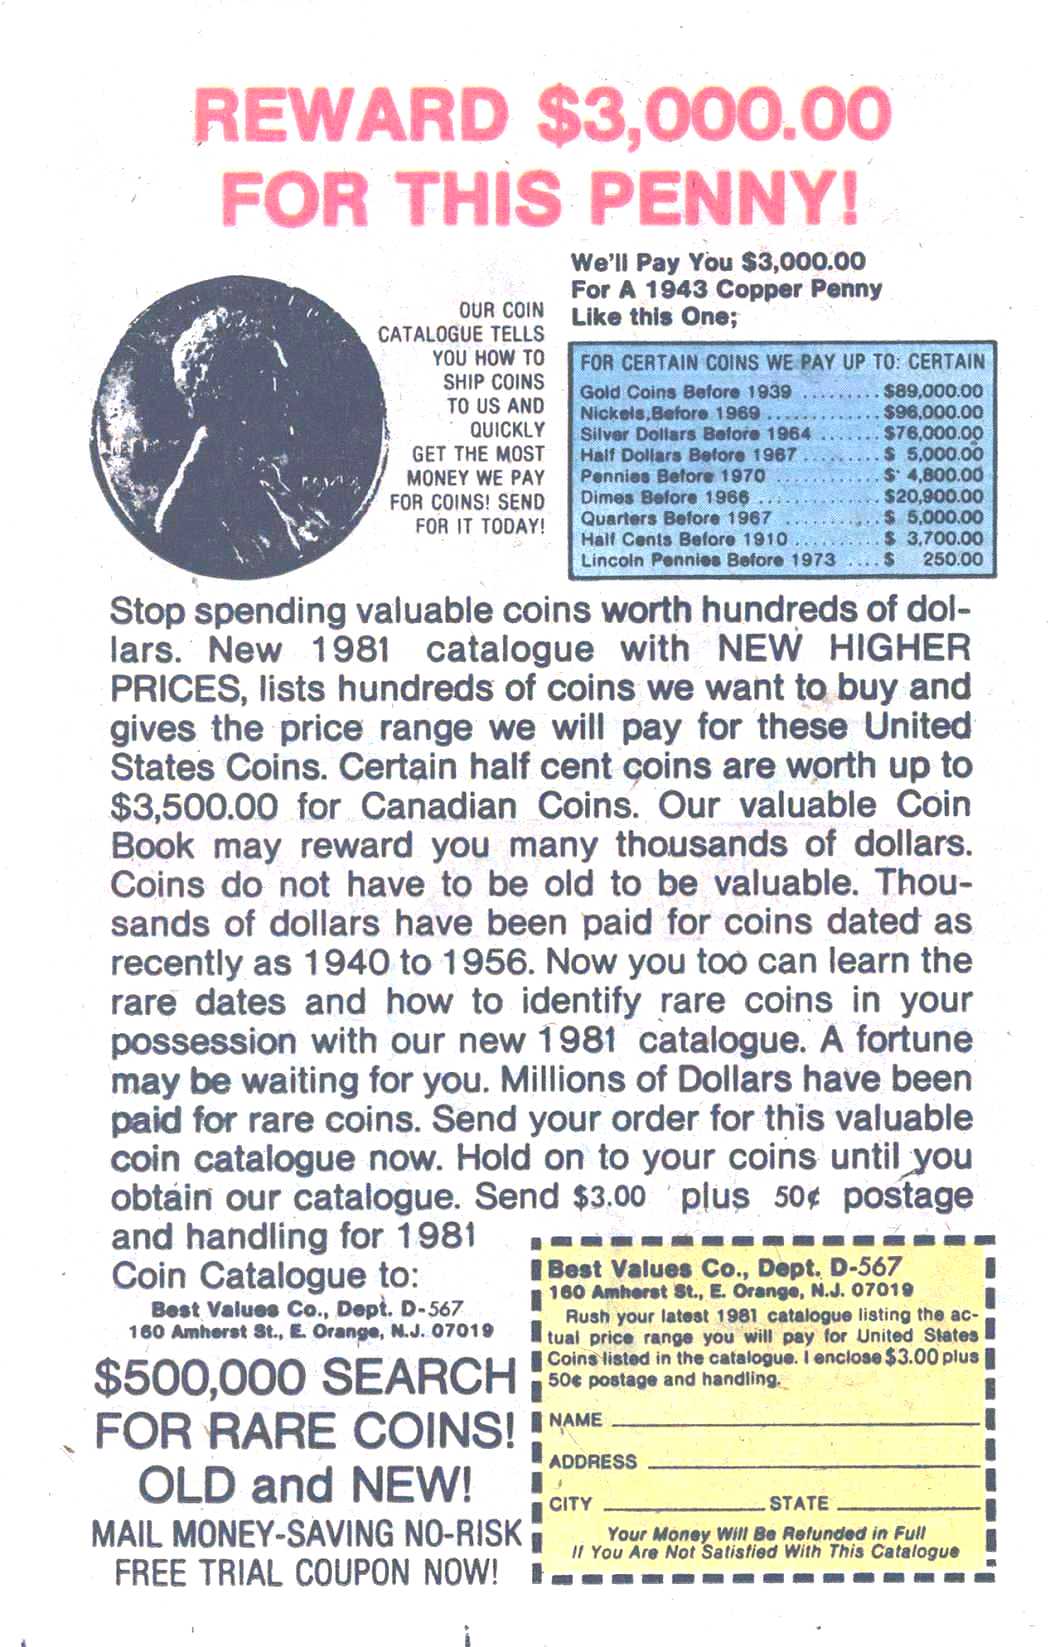 REWARD $3,000.00
FOR THIS PENNY!
OUR COIN
CATALOGUE TELLS
YOU HOW TO
SHIP COINS
TO US AND
QUICKLY
GET THE MOST
MONEY WE PAY
FOR COINS! SEND
FOR IT TODAY!
We'll Pay You $3,000.00
For A 1943 Copper Penny
Like this One;
FOR CERTAIN COINS WE PAY UP TO: CERTAIN
Gold Coins Before 1939 ......... $89,000.00
Nickels, Before 1969 ............ $96,000.00
Silver Dollars Before 1964 ....... $76,000.00
Half Dollars Before 1967 ......... $ 5,000.00
Pennies Before 1970 ............ $ 4,800.00
Dimes Before 1966 ............. $20,900.00
Quarters Before 1967 ........... $ 5,000.00
Half Cents Before 1910 .......... $ 3,700.00
Lincoln Pennies Before 1973 .... $ 250.00
Stop spending valuable coins worth hundreds of dol-
lars. New 1981 catalogue with NEW HIGHER
PRICES, lists hundreds of coins we want to buy and
gives the price range we will pay for these United
States Coins. Certain half cent coins are worth up to
$3,500.00 for Canadian Coins. Our valuable Coin
Book may reward you many thousands of dollars.
Coins do not have to be old to be valuable. Thou-
sands of dollars have been paid for coins dated as
recently as 1940 to 1956. Now you too can learn the
rare dates and how to identify rare coins in your
possession with our new 1981 catalogue. A fortune
may be waiting for you. Millions of Dollars have been
paid for rare coins. Send your order for this valuable
coin catalogue now. Hold on to your coins until you
obtain our catalogue. Send $3.00 plus 50¢ postage
and handling for 1981
Coin Catalogue to:
Best Values Co., Dept. D-567
160 Amherst St., E. Orange, N.J. 07019
$500,000 SEARCH
FOR RARE COINS!
OLD and NEW!
MAIL MONEY-SAVING NO-RISK
FREE TRIAL COUPON NOW!
Best Values Co., Dept. D-567
160 Amherst St., E. Orange, N.J. 07019
Rush your latest 1981 catalogue listing the ac-
tual price range you will pay for United States
Coins listed in the catalogue. I enclose $3.00 plus
50¢ postage and handling.
NAME
ADDRESS
CITY STATE
Your Money Will Be Refunded in Full
If You Are Not Satisfied With This Catalogue